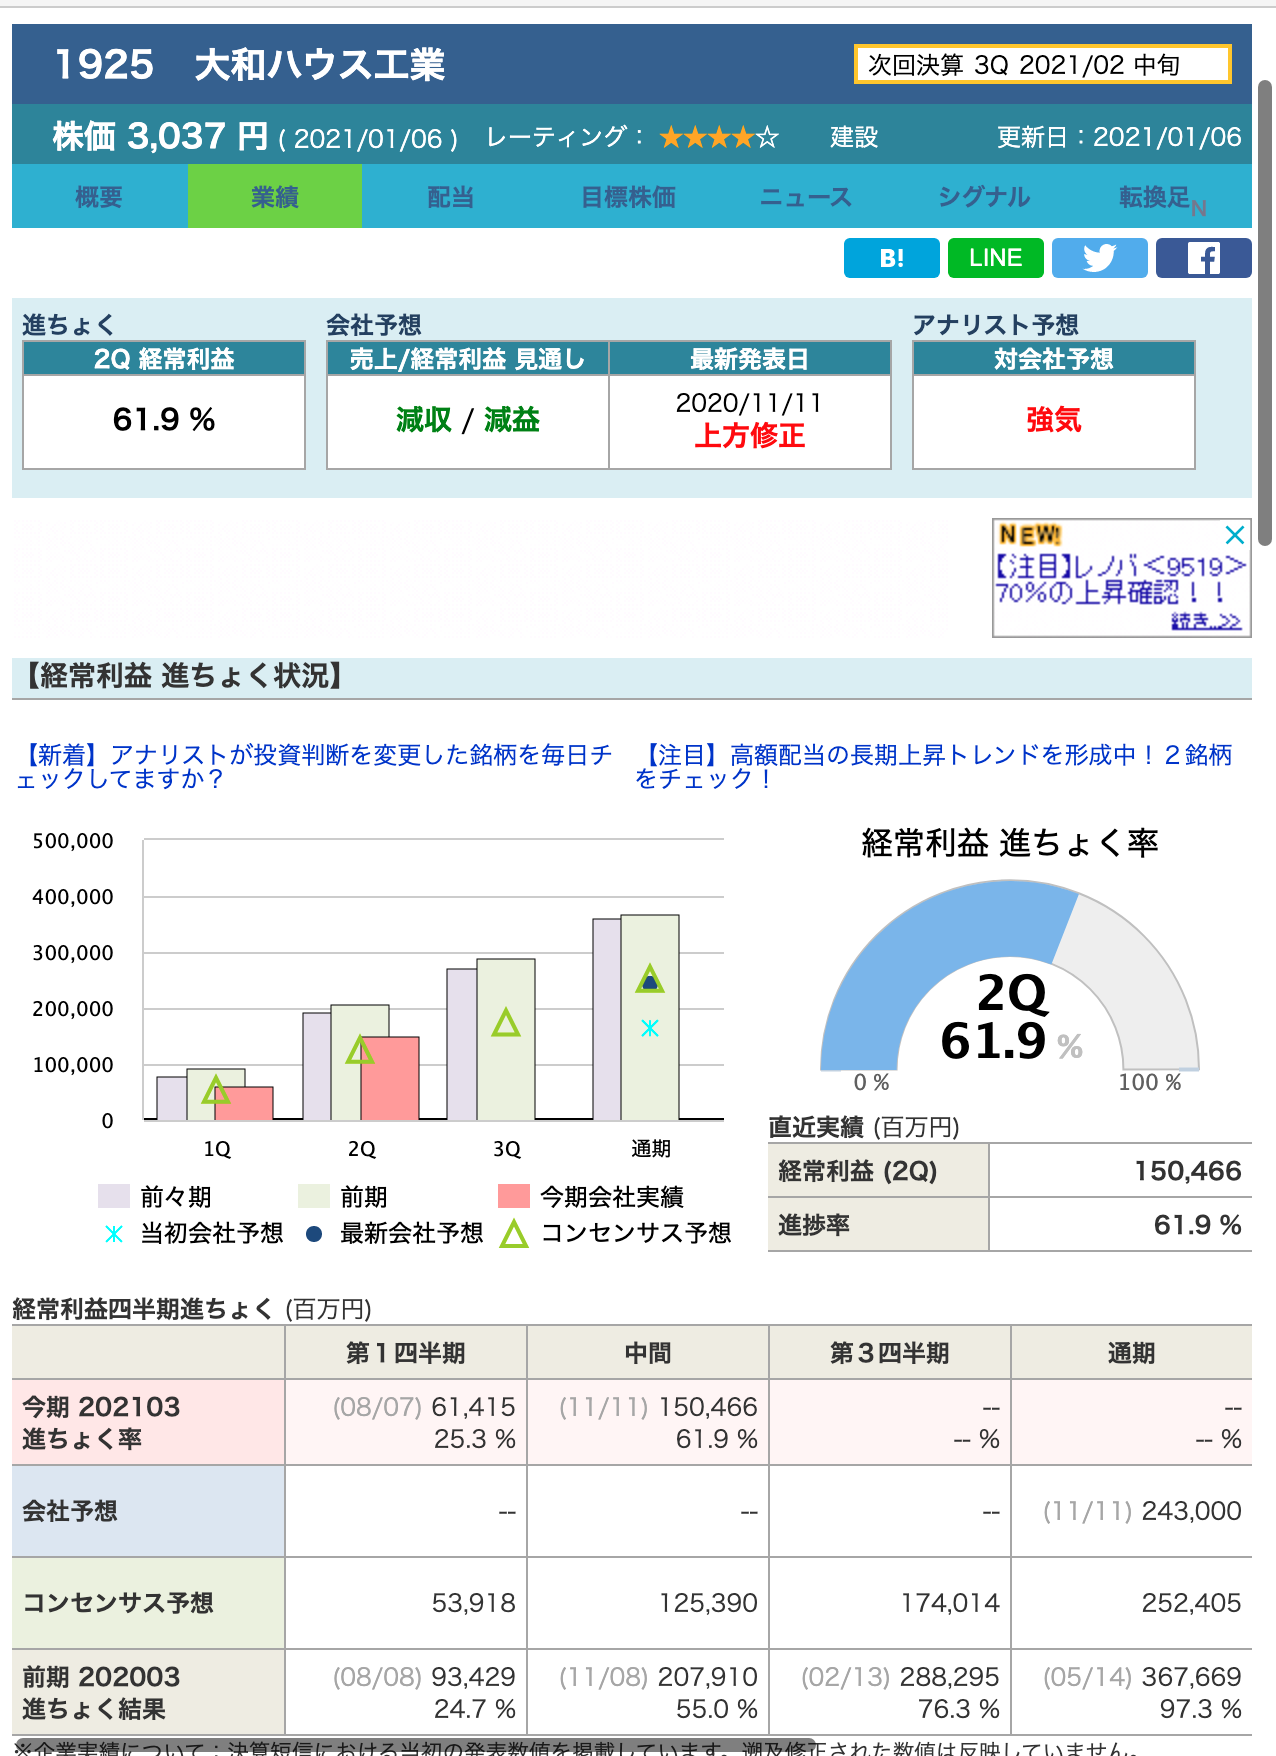 1925　大和ハウス工業
次回決算 3Q 2021/02 中旬
株価 3,037 円 ( 2021/01/06 )　レーティング： ★★★★☆　建設　更新日：2021/01/06
概要　業績　配当　目標株価　ニュース　シグナル　転換足N
B!　LINE
進ちょく　会社予想　アナリスト予想
2Q 経常利益　売上/経常利益 見通し　最新発表日　対会社予想
61.9 %　減収 / 減益　2020/11/11　強気
上方修正
NEW!
【注目】レノバ<9519>
70%の上昇確認！！
続き..>>
【経常利益 進ちょく状況】
【新着】アナリストが投資判断を変更した銘柄を毎日チ
ェックしてますか？
【注目】高額配当の長期上昇トレンドを形成中！２銘柄
をチェック！
500,000
400,000
300,000
200,000
100,000
0
1Q　2Q　3Q　通期
前々期　前期　今期会社実績
当初会社予想　最新会社予想　コンセンサス予想
経常利益 進ちょく率
2Q
61.9 %
0 %　100 %
直近実績 (百万円)
経常利益 (2Q)　150,466
進捗率　61.9 %
経常利益四半期進ちょく (百万円)
第１四半期　中間　第３四半期　通期
今期 202103　(08/07) 61,415　(11/11) 150,466　--　--
進ちょく率　25.3 %　61.9 %　-- %　-- %
会社予想　--　--　--　(11/11) 243,000
コンセンサス予想　53,918　125,390　174,014　252,405
前期 202003　(08/08) 93,429　(11/08) 207,910　(02/13) 288,295　(05/14) 367,669
進ちょく結果　24.7 %　55.0 %　76.3 %　97.3 %
※企業実績について：決算短信における当初の発表数値を掲載しています。遡及修正された数値は反映していません。